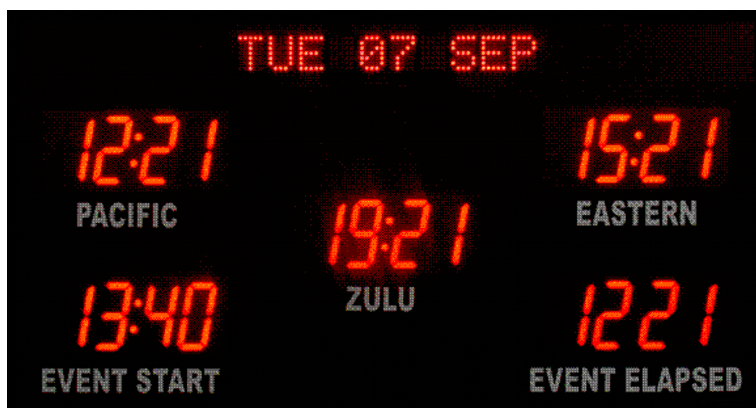 TUE 07 SEP
12:21
PACIFIC
15:21
EASTERN
19:21
ZULU
13:40
EVENT START
1221
EVENT ELAPSED